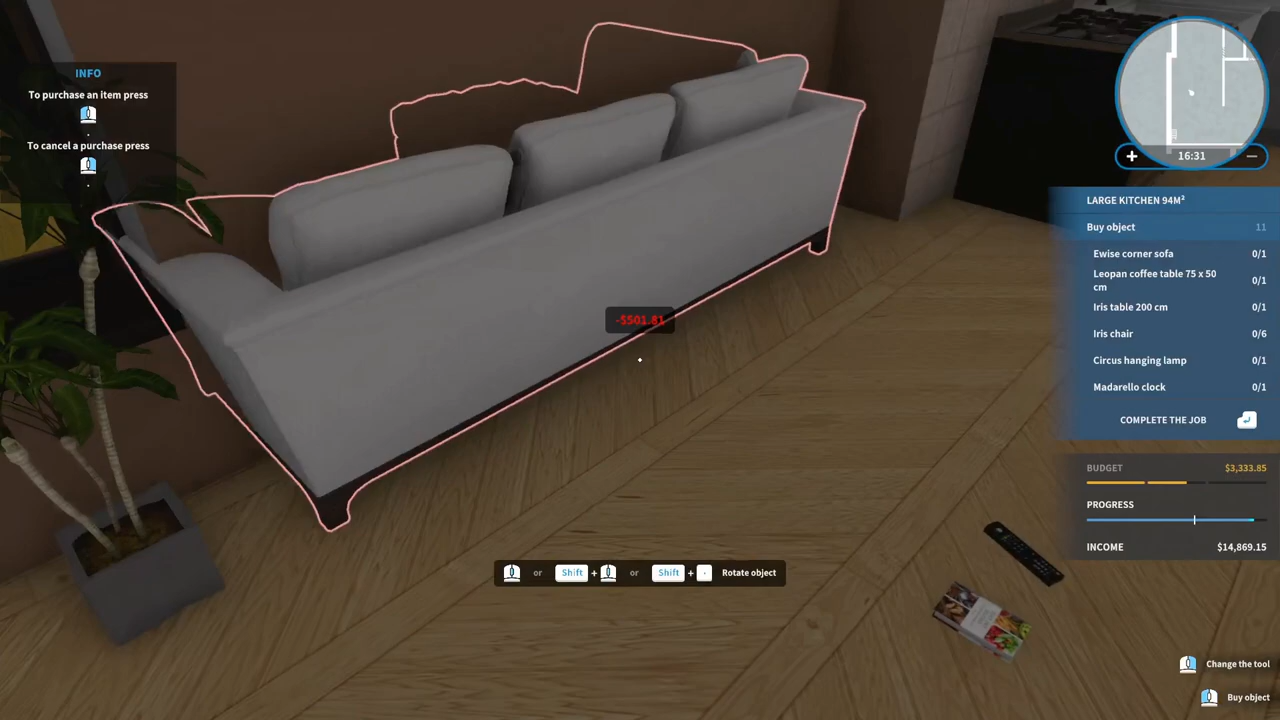 INFO
To purchase an item press
.
To cancel a purchase press
.
-$501.81
or
Shift
+
or
Shift
+
.
Rotate object
+
16:31
−
LARGE KITCHEN 94M²
Buy object 11
Ewise corner sofa 0/1
Leopan coffee table 75 x 50
cm 0/1
Iris table 200 cm 0/1
Iris chair 0/6
Circus hanging lamp 0/1
Madarello clock 0/1
COMPLETE THE JOB
BUDGET $3,333.85
PROGRESS
INCOME $14,869.15
Change the tool
Buy object